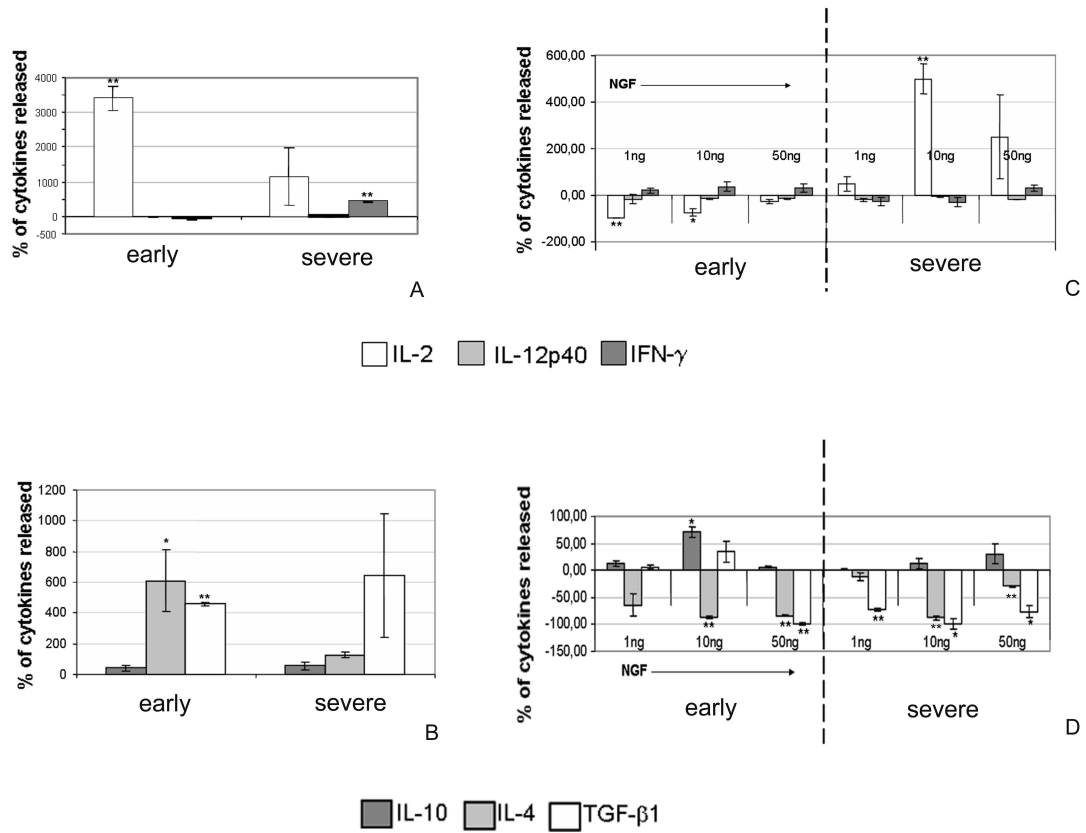 % of cytokines released
4000
3000
2000
1000
0
-500
**
**
early severe
A
% of cytokines released
600,00
400,00
200,00
0,00
-200,00
NGF
**
1ng 10ng 50ng 1ng 10ng 50ng
** *
early severe
C
IL-2 IL-12p40 IFN-γ
% of cytokines released
1200
1000
800
600
400
200
0
*
**
early severe
B
% of cytokines released
100,00
50,00
0,00
-50,00
-100,00
-150,00
*
** ** ** ** ** * ** *
1ng 10ng 50ng 1ng 10ng 50ng
NGF
early severe
D
IL-10 IL-4 TGF-β1